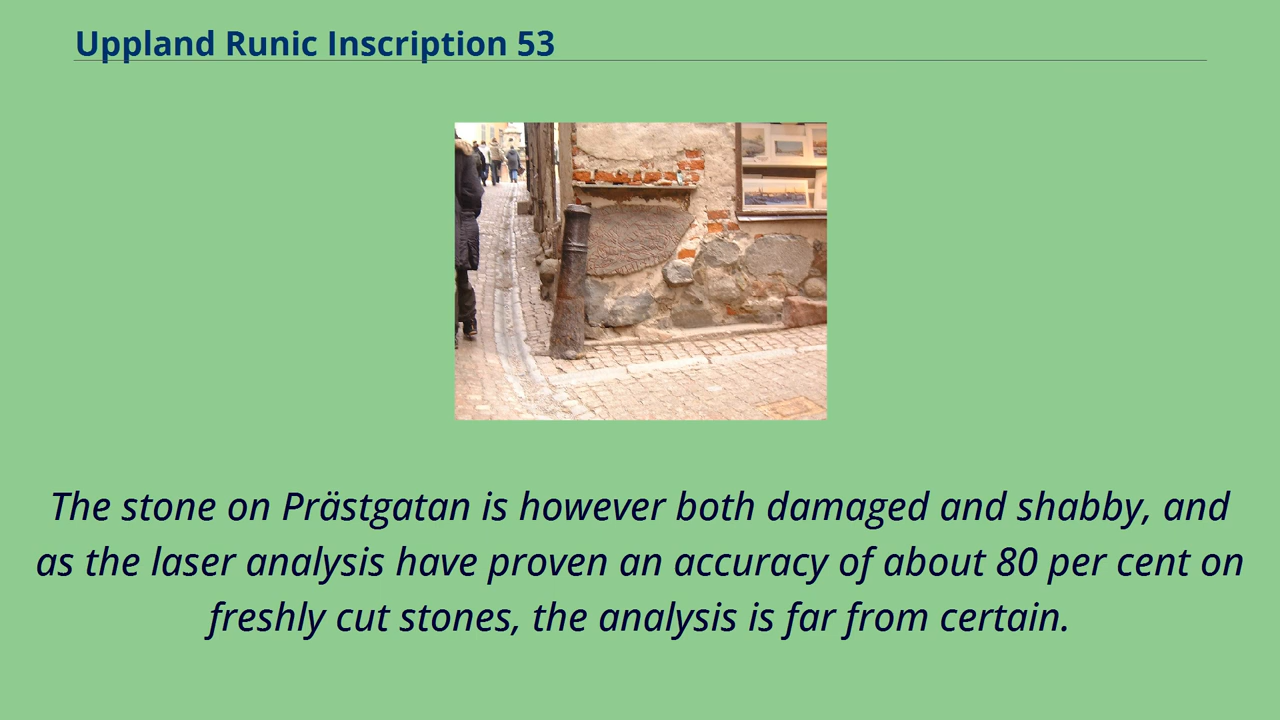 Uppland Runic Inscription 53
The stone on Prästgatan is however both damaged and shabby, and
as the laser analysis have proven an accuracy of about 80 per cent on
freshly cut stones, the analysis is far from certain.